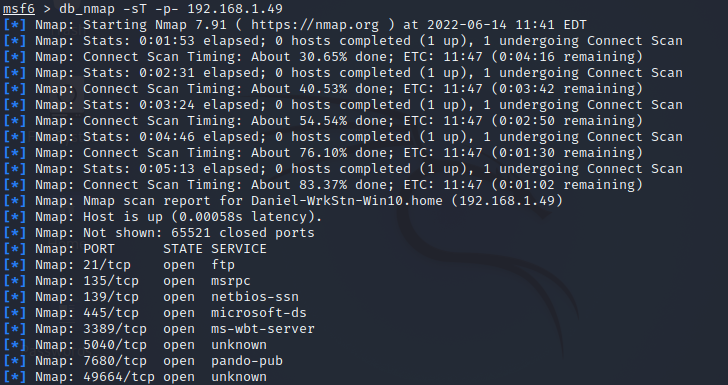 msf6 > db_nmap -sT -p- 192.168.1.49
[*] Nmap: Starting Nmap 7.91 ( https://nmap.org ) at 2022-06-14 11:41 EDT
[*] Nmap: Stats: 0:01:53 elapsed; 0 hosts completed (1 up), 1 undergoing Connect Scan
[*] Nmap: Connect Scan Timing: About 30.65% done; ETC: 11:47 (0:04:16 remaining)
[*] Nmap: Stats: 0:02:31 elapsed; 0 hosts completed (1 up), 1 undergoing Connect Scan
[*] Nmap: Connect Scan Timing: About 40.53% done; ETC: 11:47 (0:03:42 remaining)
[*] Nmap: Stats: 0:03:24 elapsed; 0 hosts completed (1 up), 1 undergoing Connect Scan
[*] Nmap: Connect Scan Timing: About 54.54% done; ETC: 11:47 (0:02:50 remaining)
[*] Nmap: Stats: 0:04:46 elapsed; 0 hosts completed (1 up), 1 undergoing Connect Scan
[*] Nmap: Connect Scan Timing: About 76.10% done; ETC: 11:47 (0:01:30 remaining)
[*] Nmap: Stats: 0:05:13 elapsed; 0 hosts completed (1 up), 1 undergoing Connect Scan
[*] Nmap: Connect Scan Timing: About 83.37% done; ETC: 11:47 (0:01:02 remaining)
[*] Nmap: Nmap scan report for Daniel-WrkStn-Win10.home (192.168.1.49)
[*] Nmap: Host is up (0.00058s latency).
[*] Nmap: Not shown: 65521 closed ports
[*] Nmap: PORT      STATE SERVICE
[*] Nmap: 21/tcp    open  ftp
[*] Nmap: 135/tcp   open  msrpc
[*] Nmap: 139/tcp   open  netbios-ssn
[*] Nmap: 445/tcp   open  microsoft-ds
[*] Nmap: 3389/tcp  open  ms-wbt-server
[*] Nmap: 5040/tcp  open  unknown
[*] Nmap: 7680/tcp  open  pando-pub
[*] Nmap: 49664/tcp open  unknown